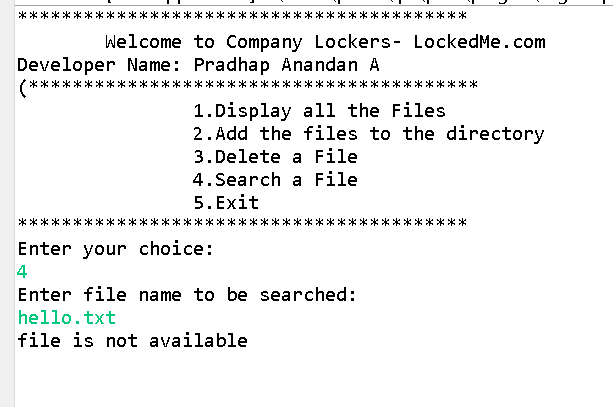 *****************************************
Welcome to Company Lockers- LockedMe.com
Developer Name: Pradhap Anandan A
(*****************************************
1.Display all the Files
2.Add the files to the directory
3.Delete a File
4.Search a File
5.Exit
*****************************************
Enter your choice:
4
Enter file name to be searched:
hello.txt
file is not available